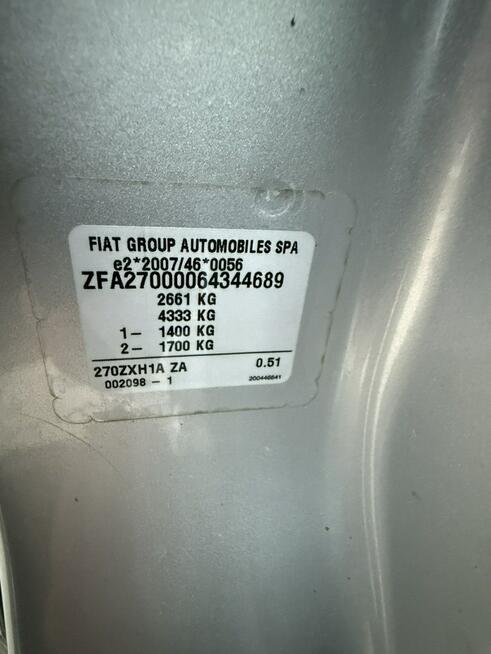 FIAT GROUP AUTOMOBILES SPA
e2*2007/46*0056
ZFA27000064344689
2661 KG
4333 KG
1- 1400 KG
2- 1700 KG
270ZXH1A ZA 0.51
002098 - 1 200446641